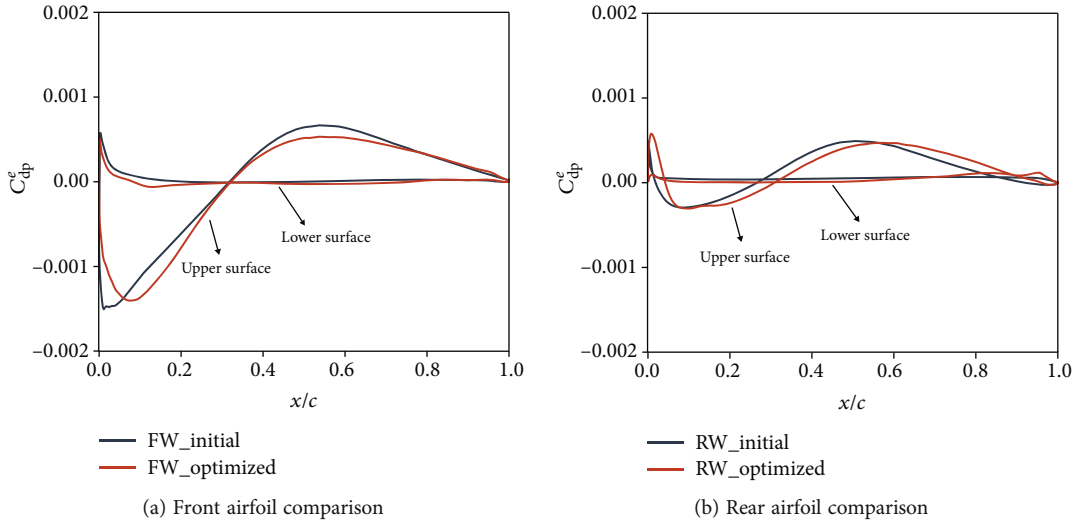 0.002
0.001
0.00
−0.001
−0.002
C^e_dp
Upper surface
Lower surface
0.0 0.2 0.4 0.6 0.8 1.0
x/c
FW_initial
FW_optimized
(a) Front airfoil comparison
0.002
0.001
0.00
−0.001
−0.002
C^e_dp
Upper surface
Lower surface
0.0 0.2 0.4 0.6 0.8 1.0
x/c
RW_initial
RW_optimized
(b) Rear airfoil comparison